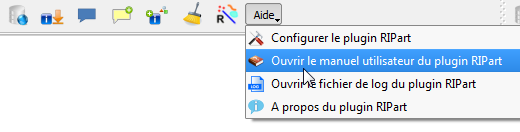 Aide
Configurer le plugin RIPart
Ouvrir le manuel utilisateur du plugin RIPart
Ouvrir le fichier de log du plugin RIPart
A propos du plugin RIPart